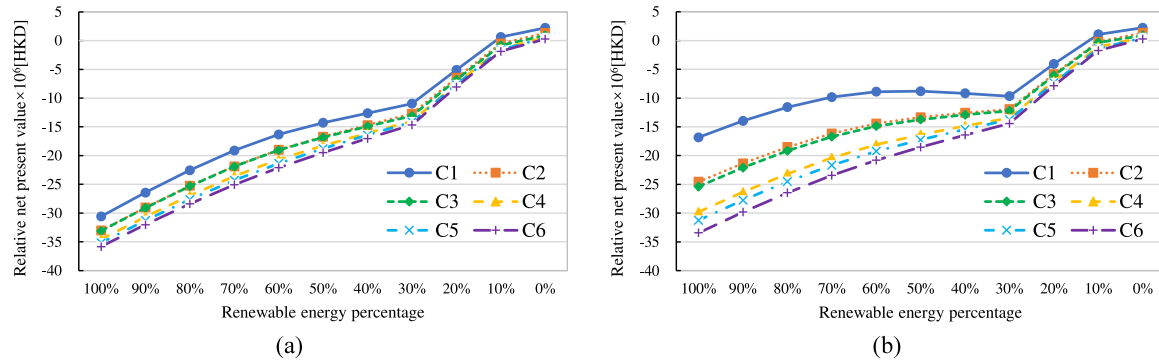 Relative net present value×10⁶[HKD]
5
0
-5
-10
-15
-20
-25
-30
-35
-40
C1 C2
C3 C4
C5 C6
100% 90% 80% 70% 60% 50% 40% 30% 20% 10% 0%
Renewable energy percentage
(a)
Relative net present value×10⁶[HKD]
5
0
-5
-10
-15
-20
-25
-30
-35
-40
C1 C2
C3 C4
C5 C6
100% 90% 80% 70% 60% 50% 40% 30% 20% 10% 0%
Renewable energy percentage
(b)